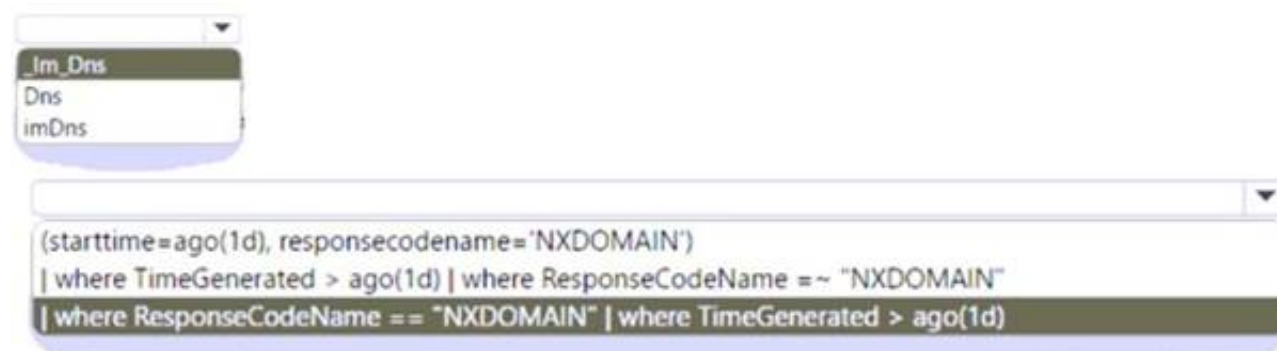 _Im_Dns
Dns
imDns
(starttime=ago(1d), responsecodename='NXDOMAIN')
| where TimeGenerated > ago(1d) | where ResponseCodeName =~ "NXDOMAIN"
| where ResponseCodeName == "NXDOMAIN" | where TimeGenerated > ago(1d)